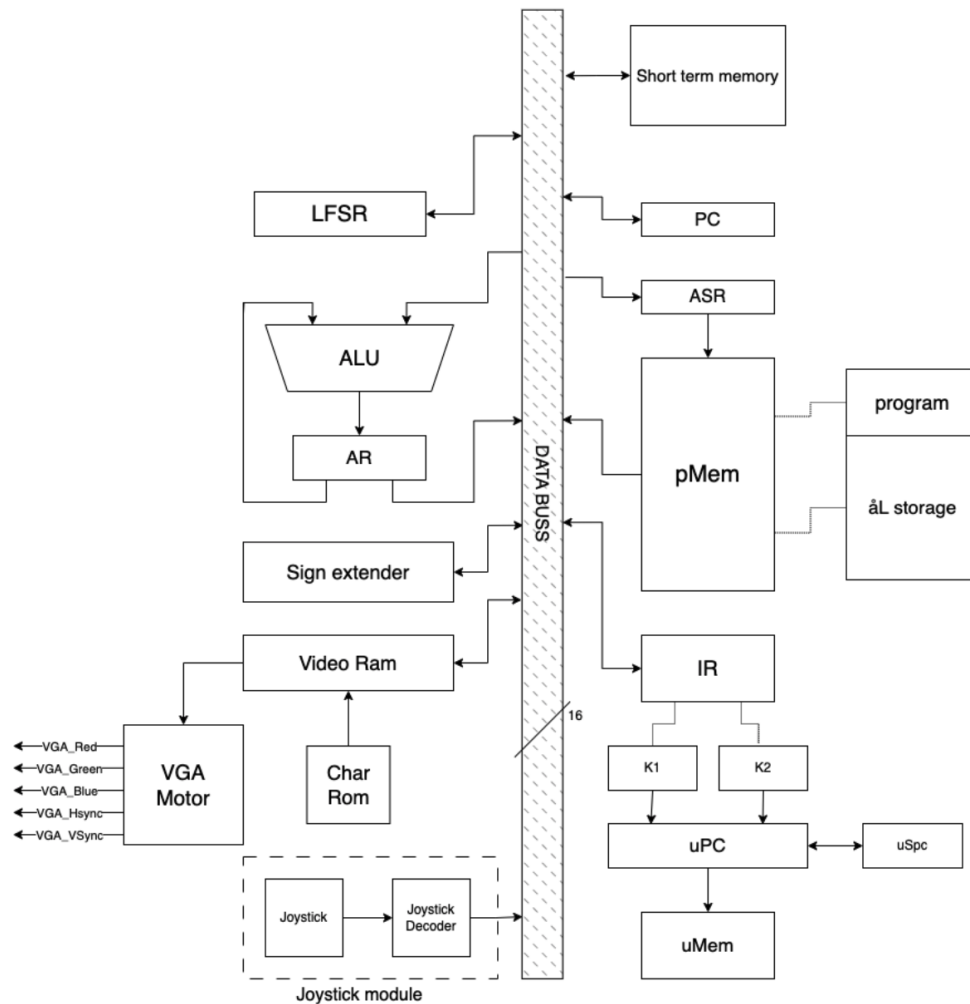 Short term memory
LFSR
PC
ASR
ALU
program
AR
pMem
DATA BUSS
åL storage
Sign extender
Video Ram
IR
16
VGA_Red
VGA_Green
VGA_Blue
VGA_Hsync
VGA_VSync
VGA
Motor
Char
Rom
K1
K2
uPC
uSpc
Joystick
Joystick
Decoder
uMem
Joystick module